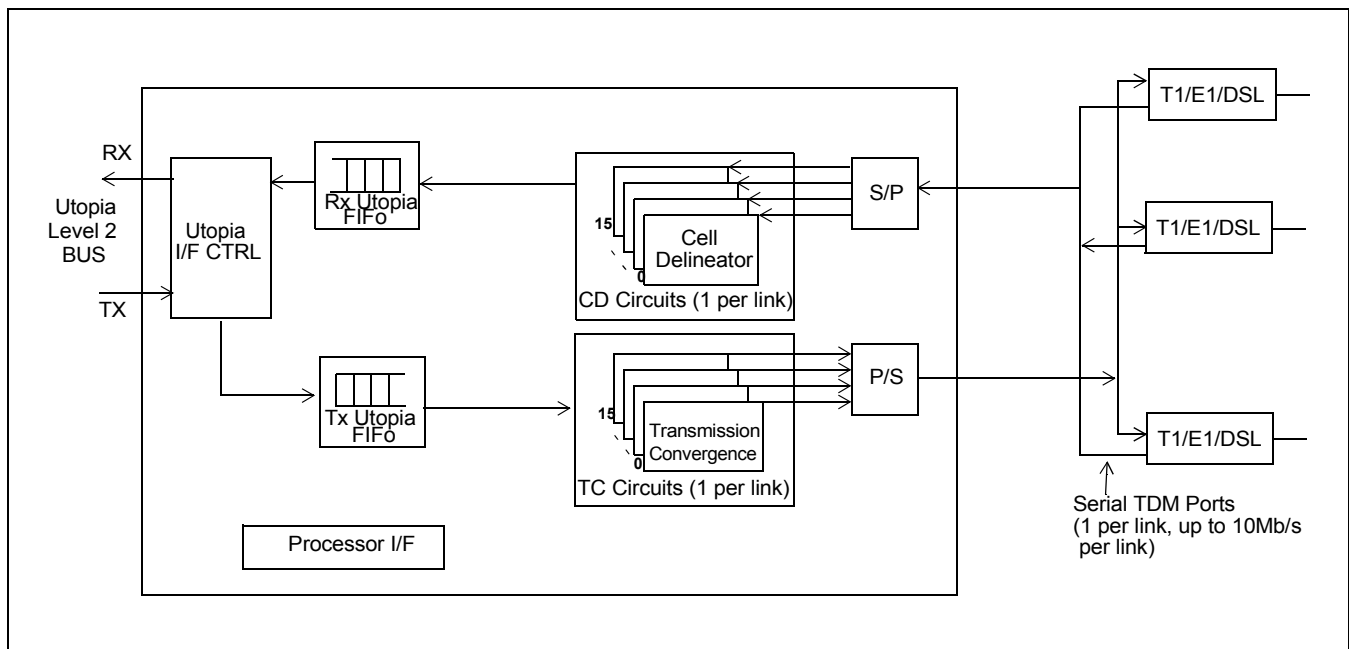 RX
Utopia
Level 2
BUS
TX
Utopia
I/F CTRL
Rx Utopia
FIFo
15
0
Cell
Delineator
CD Circuits (1 per link)
S/P
Tx Utopia
FIFo
15
0
Transmission
Convergence
TC Circuits (1 per link)
P/S
Processor I/F
T1/E1/DSL
T1/E1/DSL
T1/E1/DSL
Serial TDM Ports
(1 per link, up to 10Mb/s
per link)